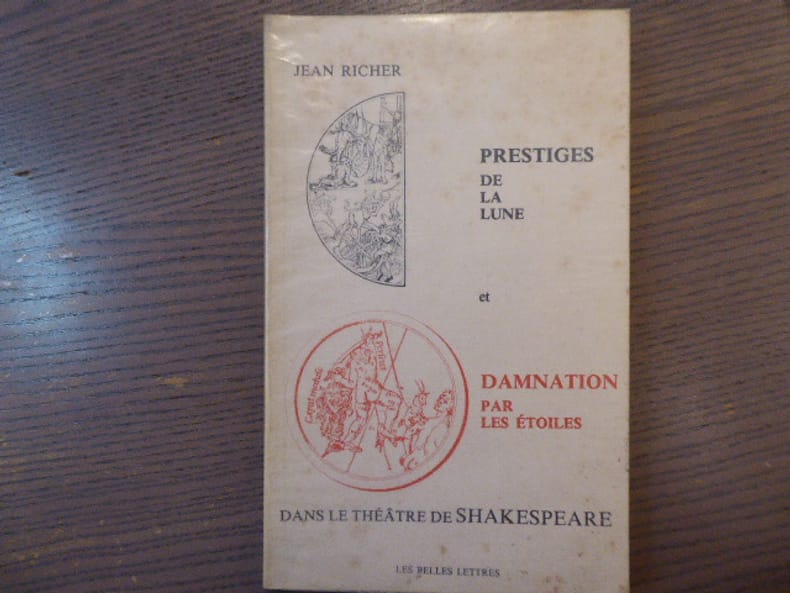 JEAN RICHER
PRESTIGES
DE
LA
LUNE
et
DAMNATION
PAR
LES ÉTOILES
DANS LE THÉÂTRE DE SHAKESPEARE
LES BELLES LETTRES